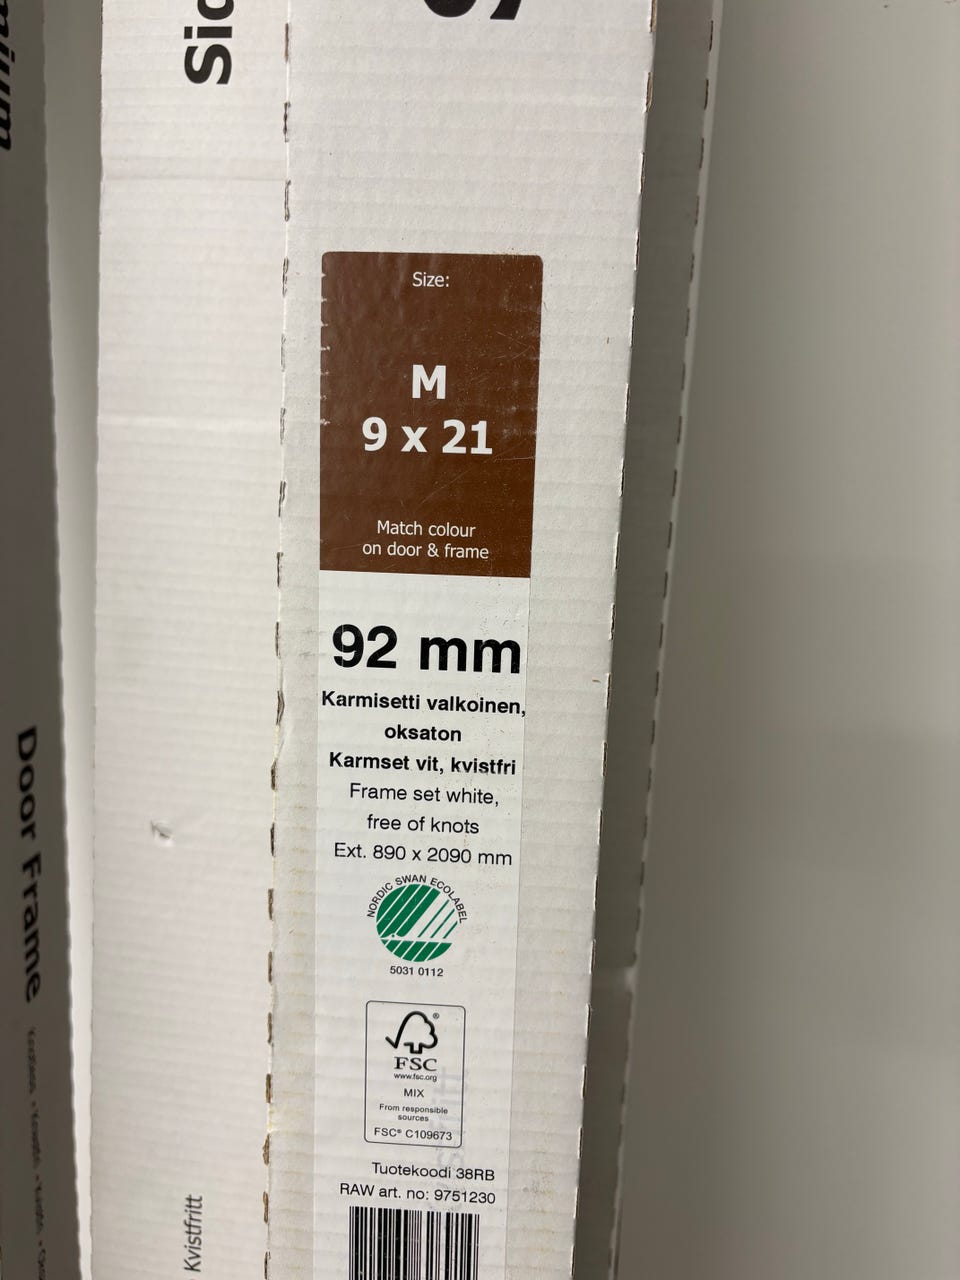 Size:
M
9 x 21
Match colour
on door & frame
92 mm
Karmisetti valkoinen,
oksaton
Karmset vit, kvistfri
Frame set white,
free of knots
Ext. 890 x 2090 mm
NORDIC SWAN ECOLABEL
5031 0112
FSC
www.fsc.org
MIX
From responsible
sources
FSC® C109673
Tuotekoodi 38RB
RAW art. no: 9751230
Kvistfritt
Door Frame